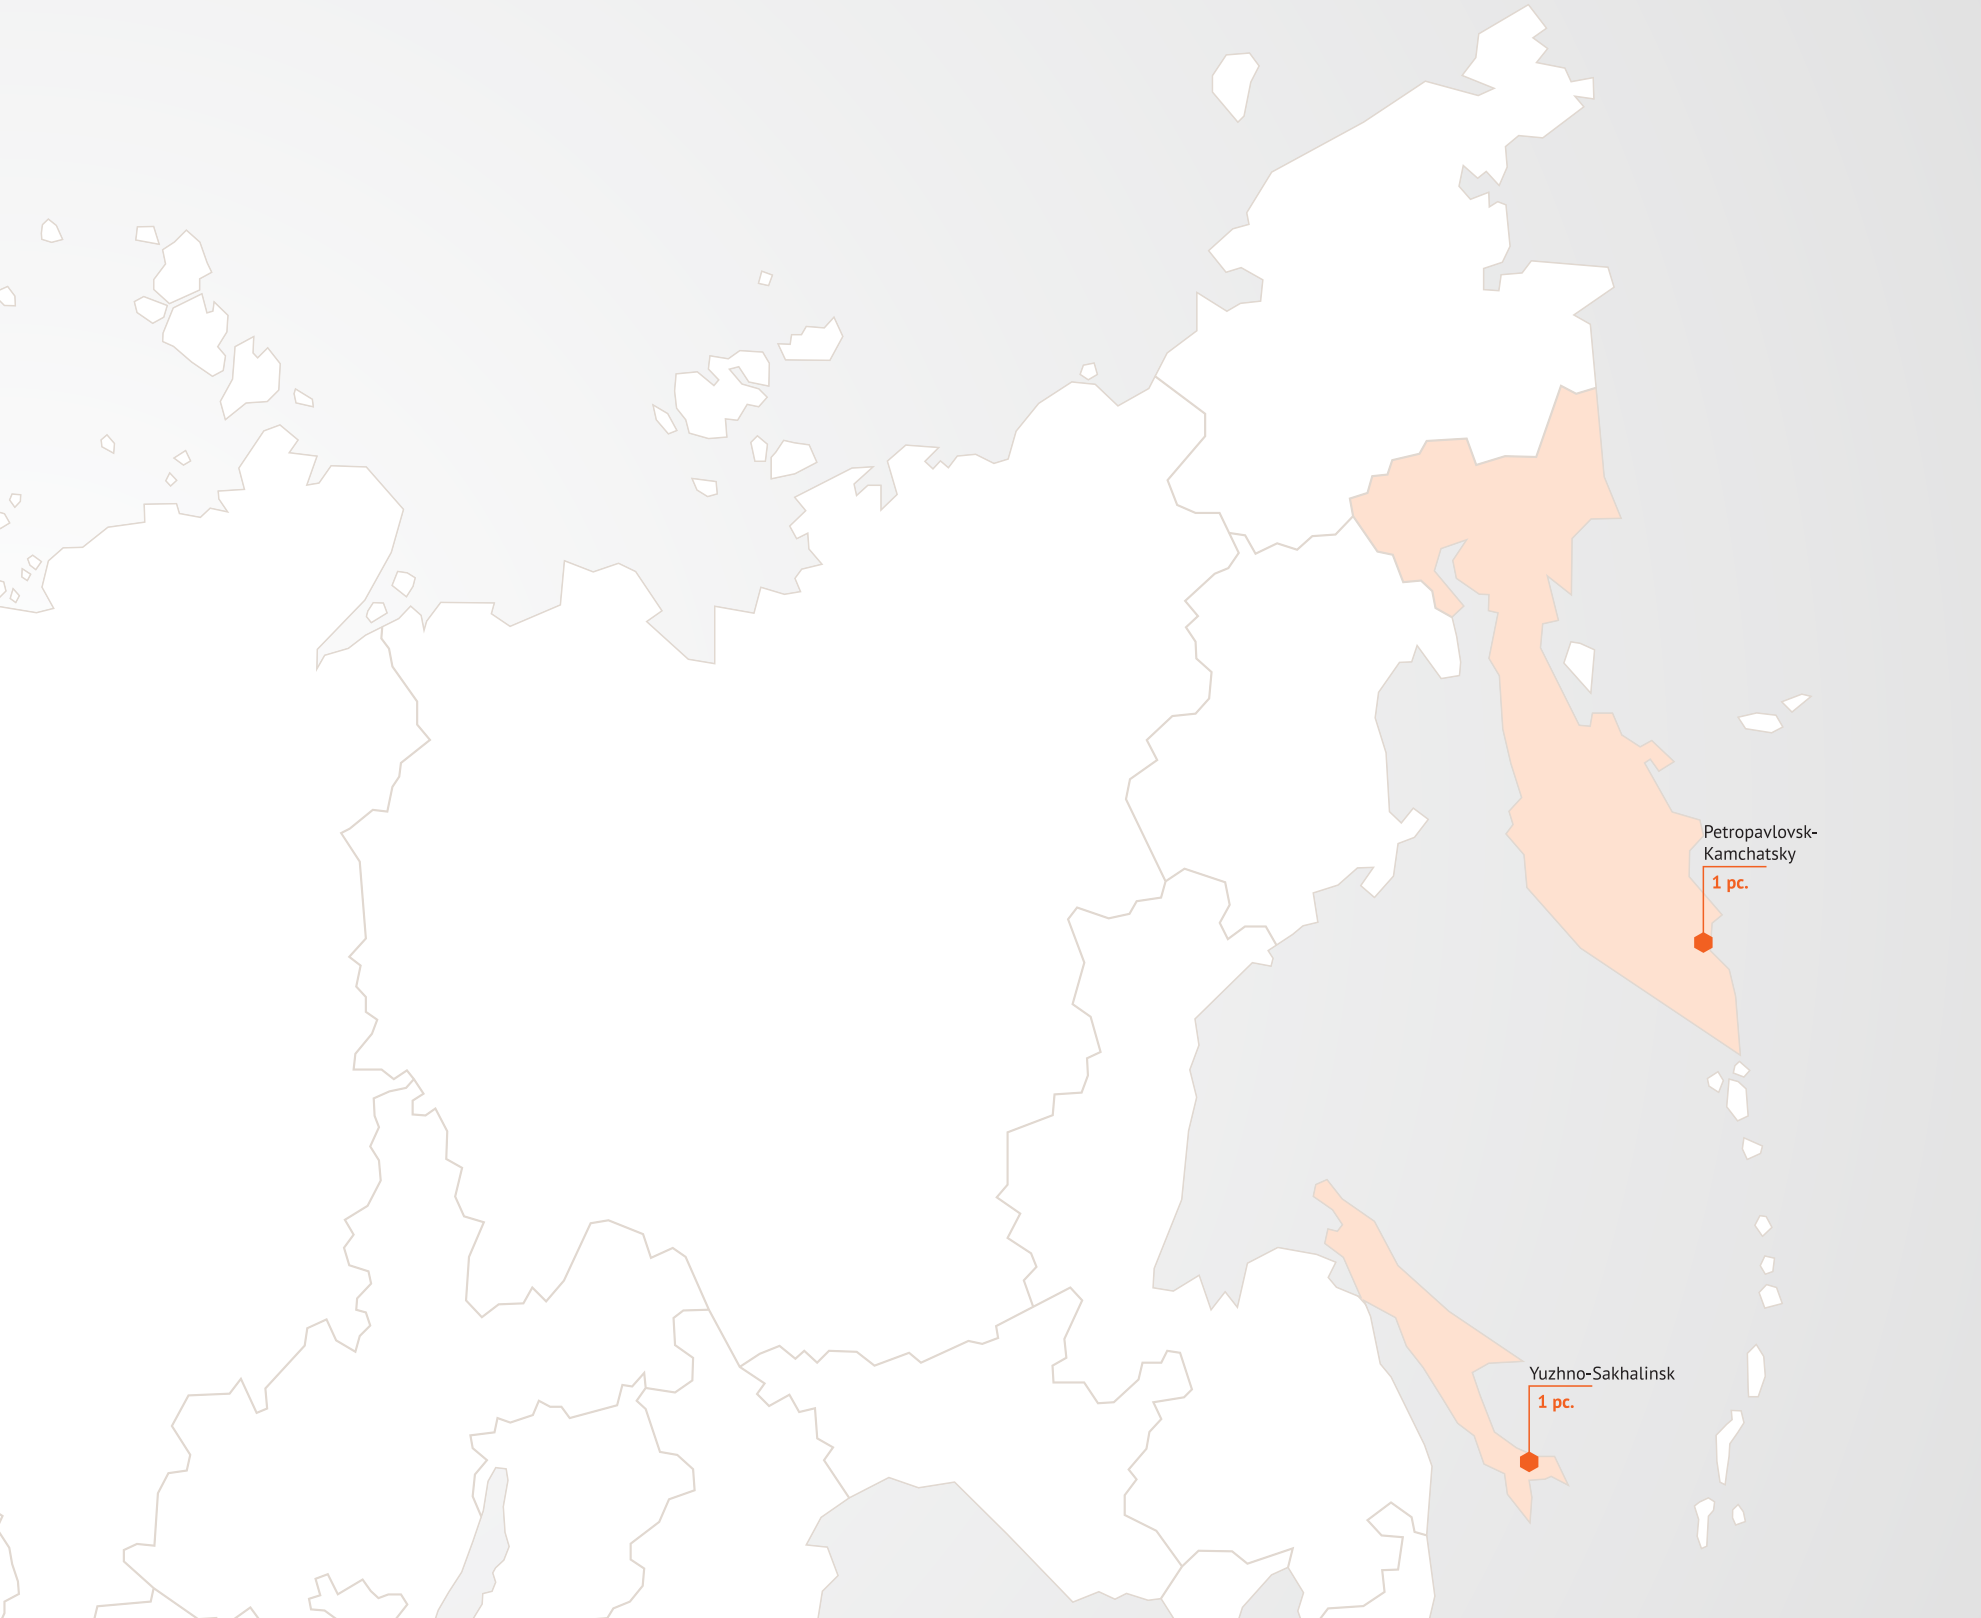 Petropavlovsk-
Kamchatsky
1 pc.
Yuzhno-Sakhalinsk
1 pc.